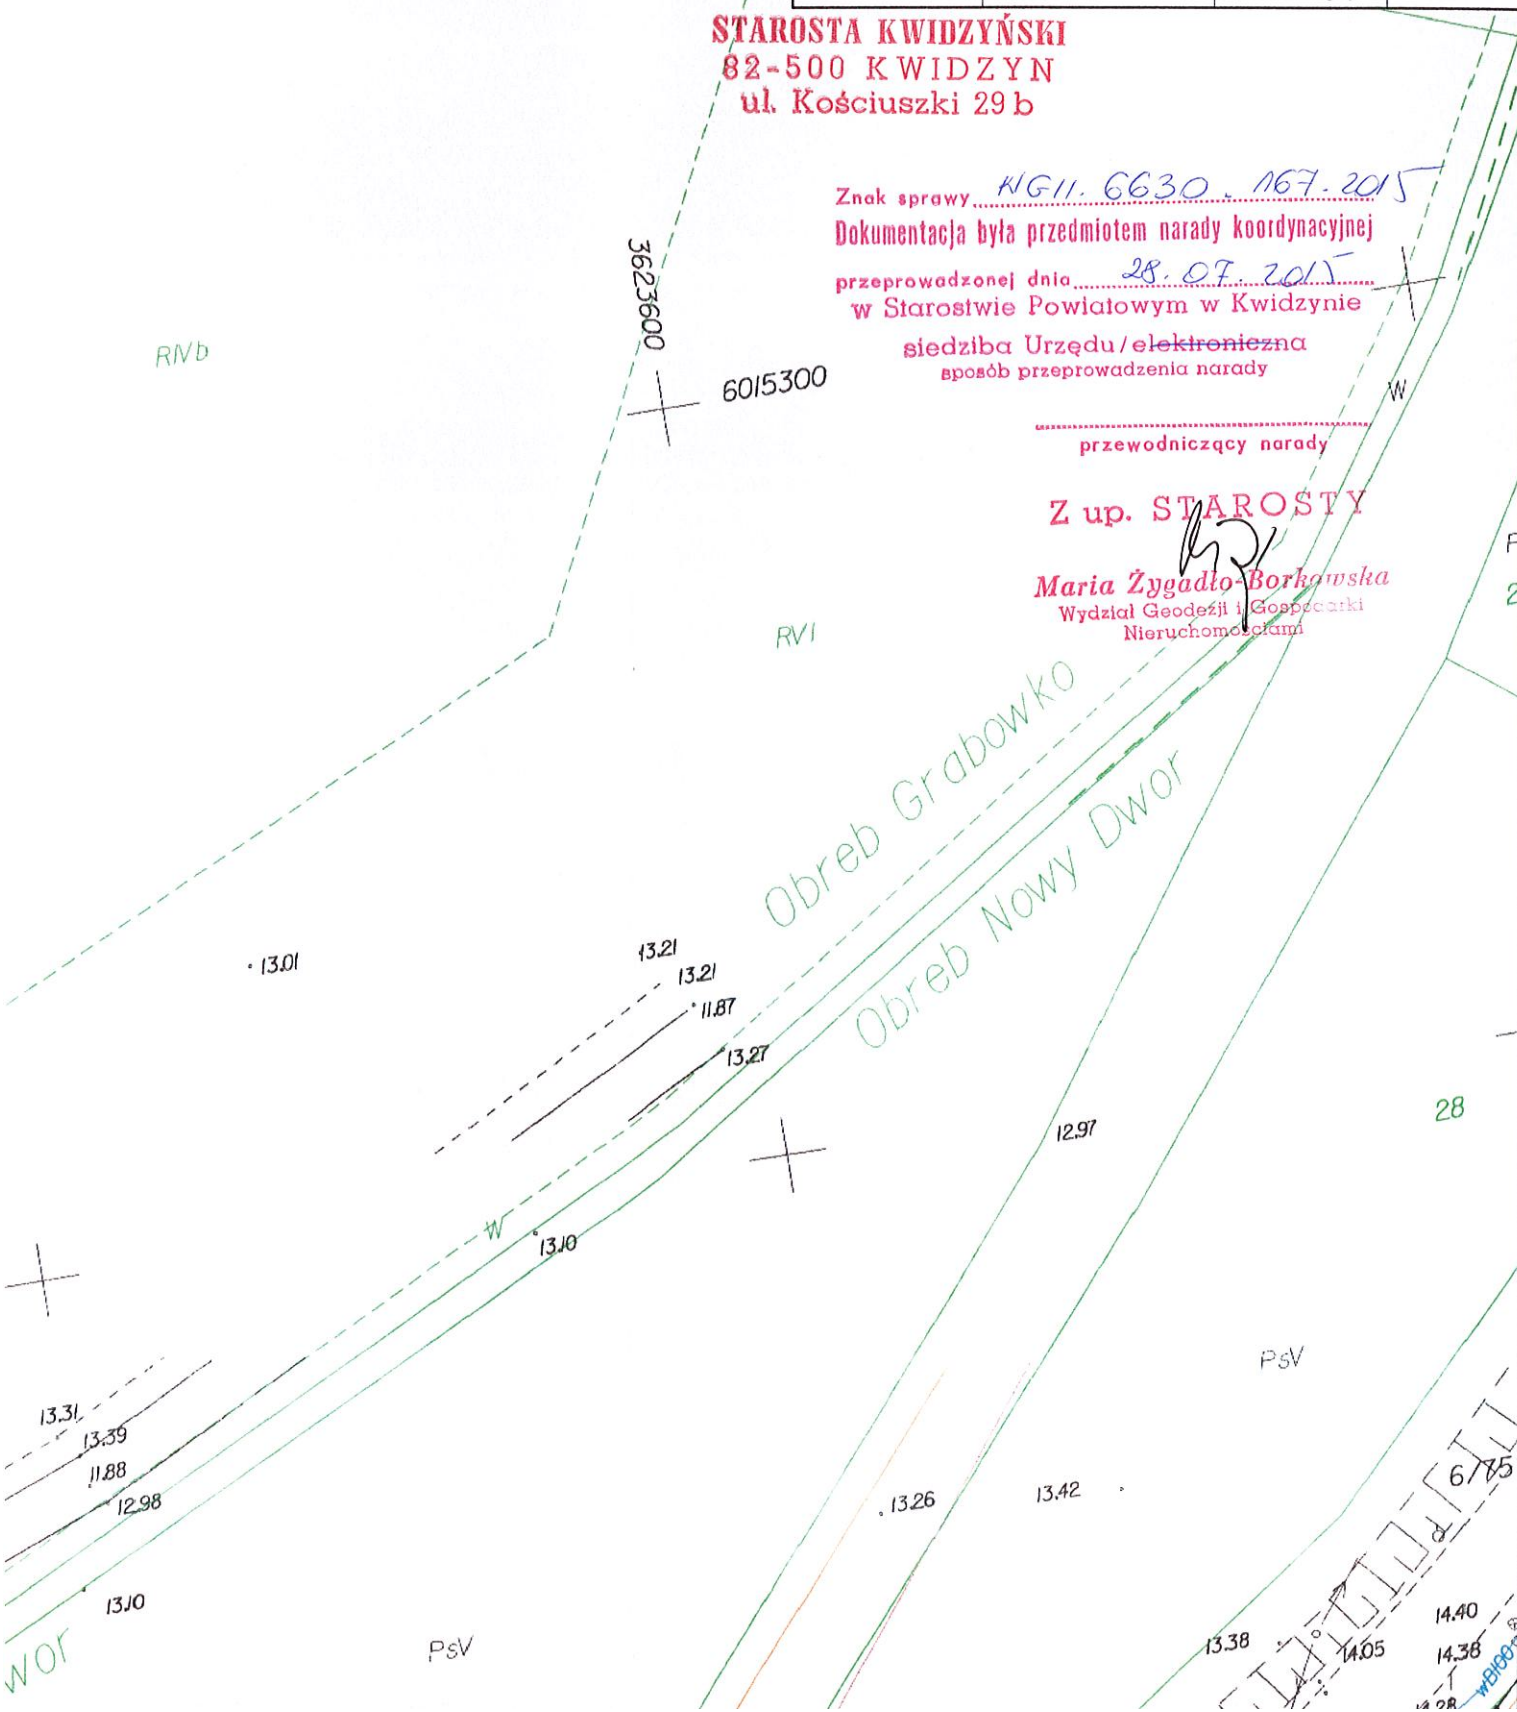 STAROSTA KWIDZYŃSKI
82-500 KWIDZYN
ul. Kościuszki 29 b
Znak sprawy NGII. 6630. 167. 2015
Dokumentacja była przedmiotem narady koordynacyjnej
przeprowadzonej dnia 28. 07. 2015
w Starostwie Powiatowym w Kwidzynie
siedziba Urzędu/elektroniczna
sposób przeprowadzenia narady
przewodniczący narady
Z up. STAROSTY
Maria Żygadło-Borkowska
Wydział Geodezji i Gospodarki
Nieruchomościami
3623600
6015300
RIVb
W
RVI
Obreb Grabowko
Obreb Nowy Dwor
13.01
13.21
13.21
11.87
13.27
12.97
28
W
13.10
PsV
13.31
13.39
11.88
12.98
13.26
13.42
6/75
13.10
wor
PsV
13.38
14.05
14.40
14.38
wB100